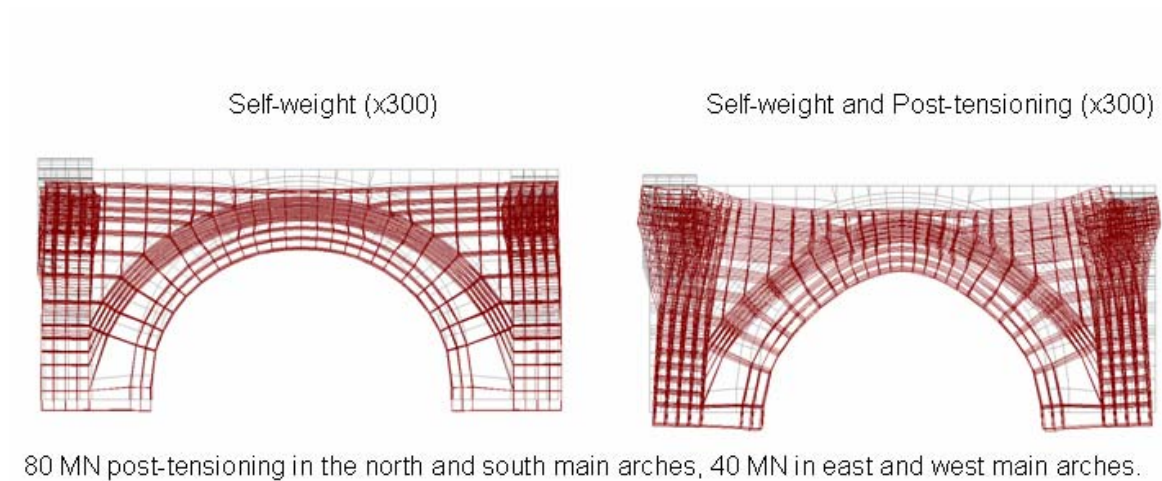 Self-weight (x300)
Self-weight and Post-tensioning (x300)
80 MN post-tensioning in the north and south main arches, 40 MN in east and west main arches.